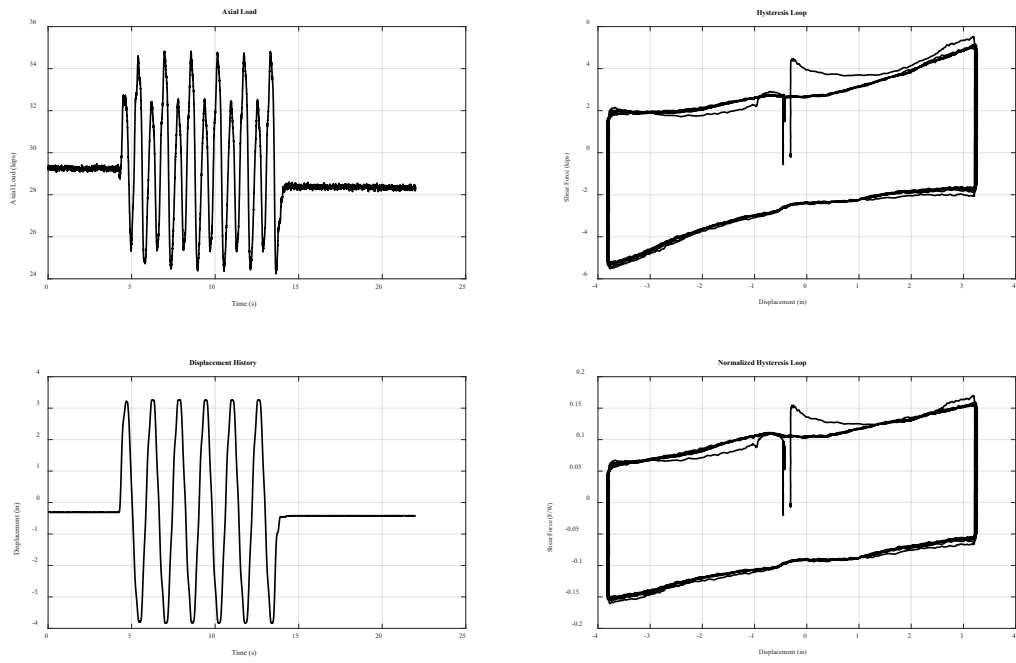 Axial Load
36
34
32
30
28
26
24
0 5 10 15 20 25
Axial Load (kips)
Time (s)
Hysteresis Loop
6
4
2
0
-2
-4
-6
-4 -3 -2 -1 0 1 2 3 4
Shear Force (kips)
Displacement (in)
Displacement History
4
3
2
1
0
-1
-2
-3
-4
0 5 10 15 20 25
Displacement (in)
Time (s)
Normalized Hysteresis Loop
0.2
0.15
0.1
0.05
0
-0.05
-0.1
-0.15
-0.2
-4 -3 -2 -1 0 1 2 3 4
Shear Force (F/W)
Displacement (in)